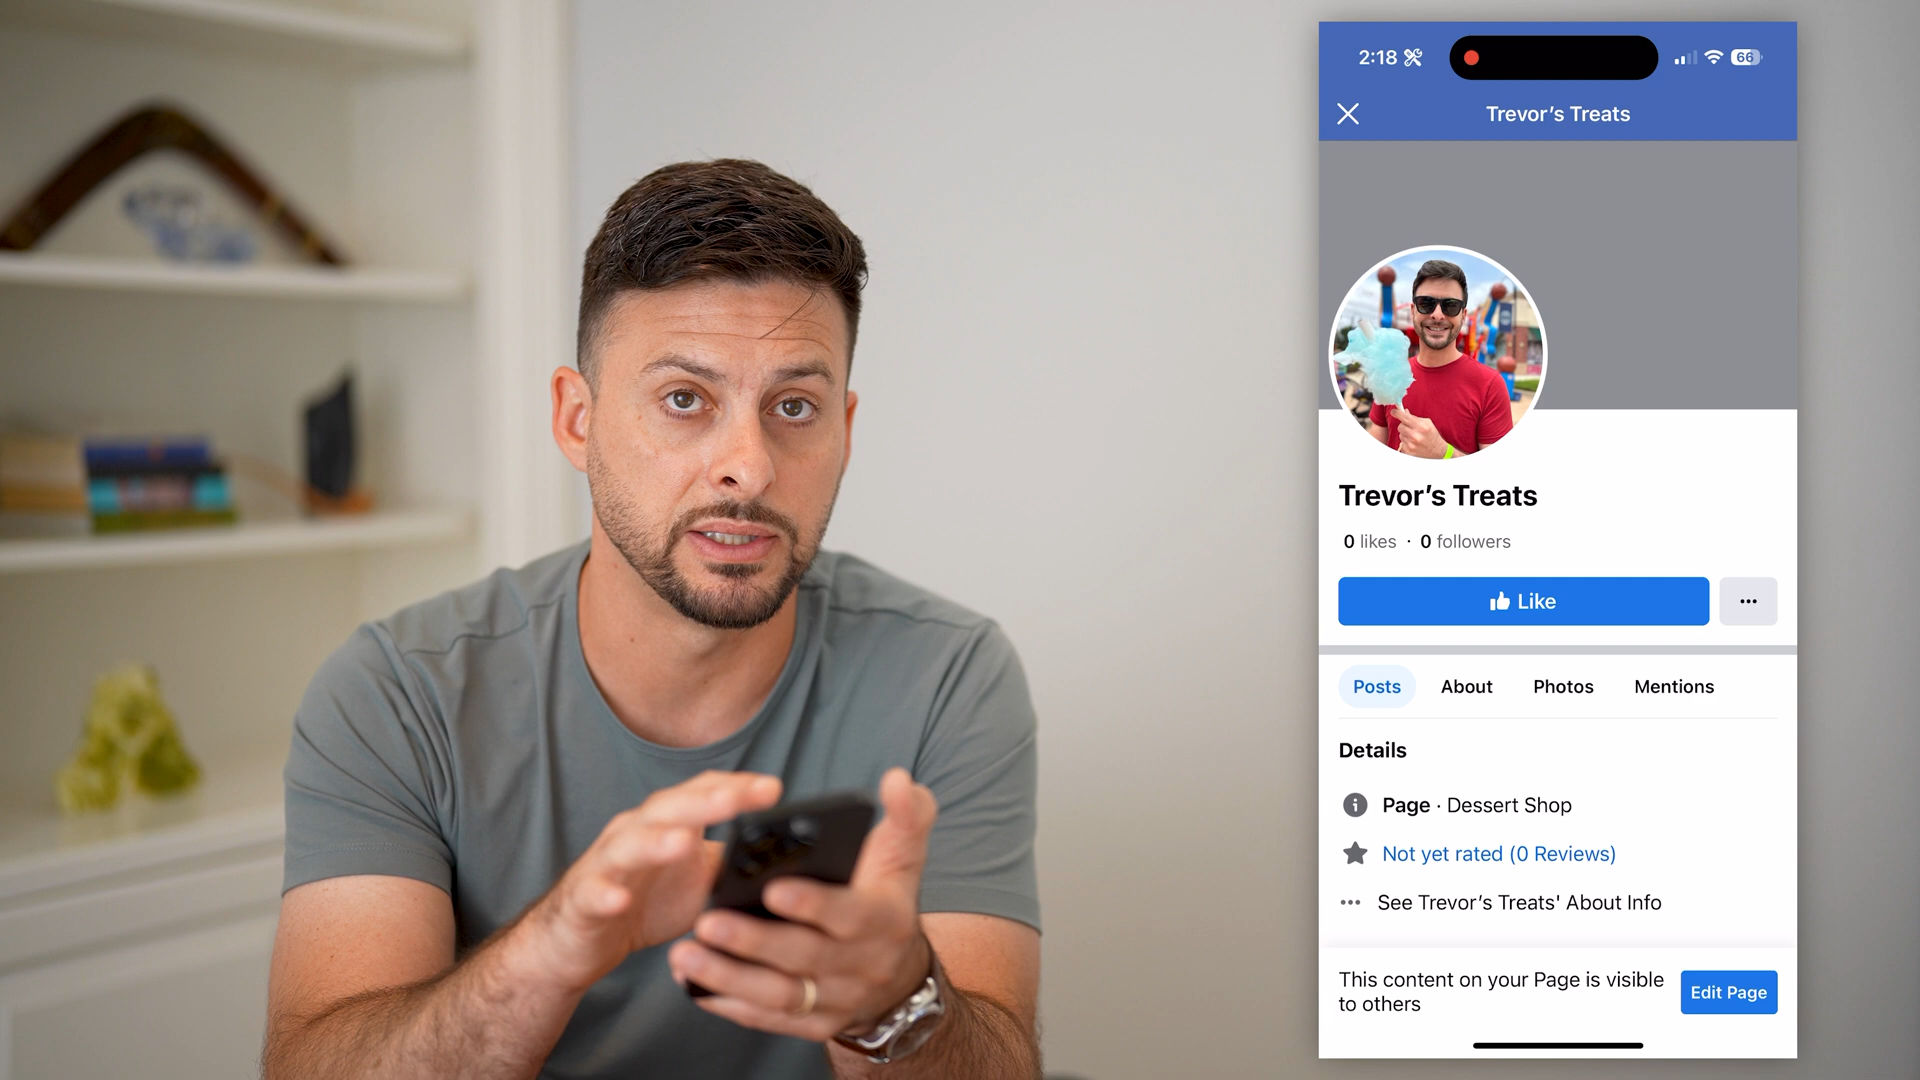 2:18
66
Trevor's Treats
Trevor's Treats
0 likes · 0 followers
Like
Posts About Photos Mentions
Details
Page · Dessert Shop
Not yet rated (0 Reviews)
See Trevor's Treats' About Info
This content on your Page is visible
to others
Edit Page